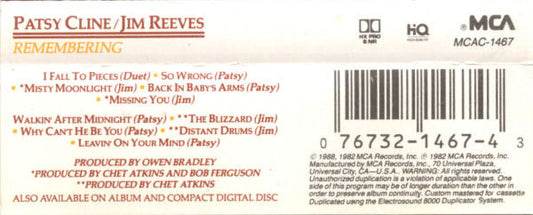 PATSY CLINE/JIM REEVES
REMEMBERING
I FALL TO PIECES (Duet) • SO WRONG (Patsy)
• *MISTY MOONLIGHT (Jim) • BACK IN BABY'S ARMS (Patsy)
• *MISSING YOU (Jim)
WALKIN' AFTER MIDNIGHT (Patsy) • **THE BLIZZARD (Jim)
• WHY CAN'T HE BE YOU (Patsy) • **DISTANT DRUMS (Jim)
• LEAVIN' ON YOUR MIND (Patsy)
PRODUCED BY OWEN BRADLEY
*PRODUCED BY CHET ATKINS AND BOB FERGUSON
**PRODUCED BY CHET ATKINS
ALSO AVAILABLE ON ALBUM AND COMPACT DIGITAL DISC
HX PRO
B NR
HiQ
MCA
MCAC-1467
0 76732-1467-4 3
© 1988, 1982 MCA Records, Inc. ℗ 1982 MCA Records, Inc.
Manufactured by MCA Records, Inc., 70 Universal Plaza,
Universal City, CA—U.S.A.. WARNING: All rights reserved.
Unauthorized duplication is a violation of applicable laws. One
side of this program may be of longer duration than the other in
order to preserve album continuity. Custom mastered for cassette
Duplicated using the Electrosound 8000 Duplicator System.